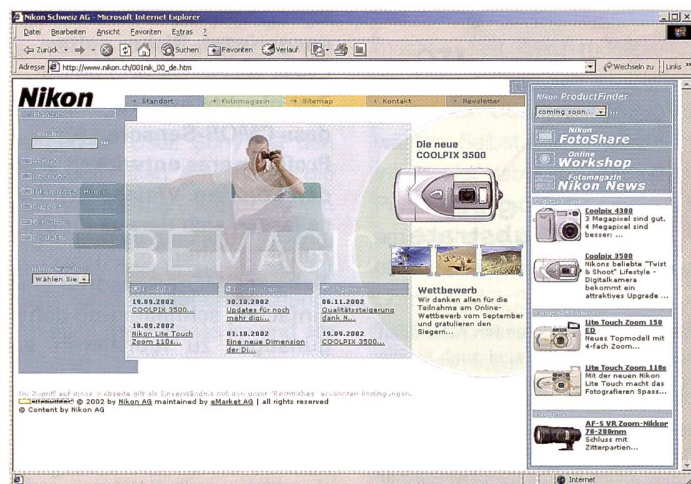 Nikon Schweiz AG - Microsoft Internet Explorer
Datei Bearbeiten Ansicht Favoriten Extras ?
Zurück Suchen Favoriten Verlauf
Adresse http://www.nikon.ch/001nik_00_de.htm Wechseln zu Links »
Nikon
Standort Fotomagazin Sitemap Kontakt Newsletter
Wählen Sie
BE MAGIC
19.09.2002
COOLPIX 3500...
18.09.2002
Nikon Lite Touch
Zoom 110s...
30.10.2002
Updates für noch
mehr digi...
01.10.2002
Eine neue Dimension
der Di...
06.11.2002
Qualitätssteigerung
dank N...
19.09.2002
COOLPIX 3500...
Die neue
COOLPIX 3500
Wettbewerb
Wir danken allen für die
Teilnahme am Online-
Wettbewerb vom September
und gratulieren den
Siegern...
Nikon ProductFinder
coming soon...
Nikon
FotoShare
Online
Workshop
Fotomagazin
Nikon News
Coolpix 4300
3 Megapixel sind gut,
4 Megapixel sind
besser: ...
Coolpix 3500
Nikons beliebte "Twist
& Shoot" Lifestyle -
Digitalkamera
bekommt ein
attraktives Upgrade ...
Lite Touch Zoom 150
ED
Neues Topmodell mit
4-fach Zoom...
Lite Touch Zoom 110s
Mit der neuen Nikon
Lite Touch macht das
Fotografieren Spass...
AF-S VR Zoom-Nikkor
70-200mm
Schluss mit
Zitterpartien...
© 2002 by Nikon AG maintained by eMarket AG | all rights reserved
© Content by Nikon AG
Internet